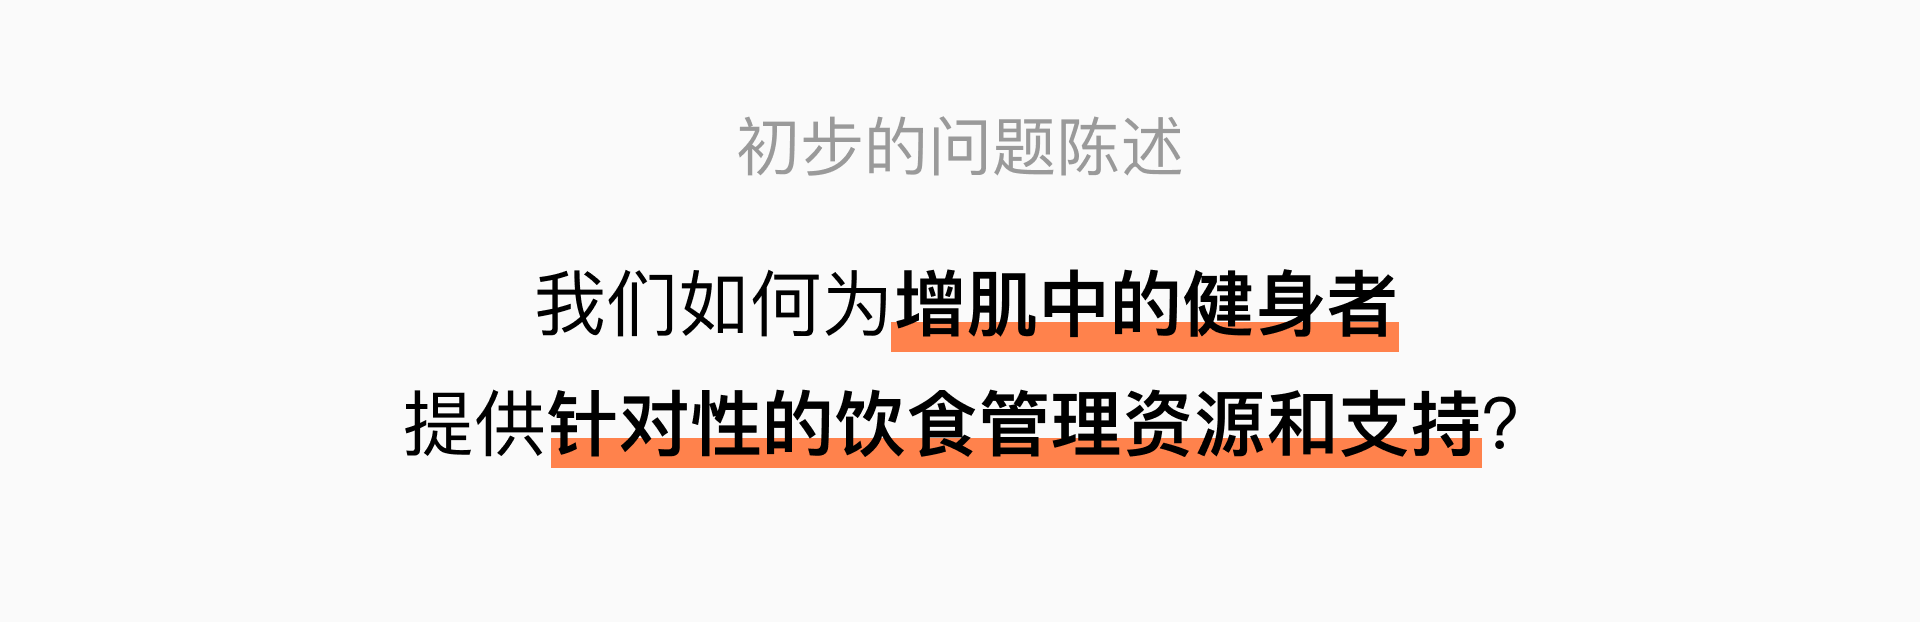 初步的问题陈述
我们如何为增肌中的健身者
提供针对性的饮食管理资源和支持?